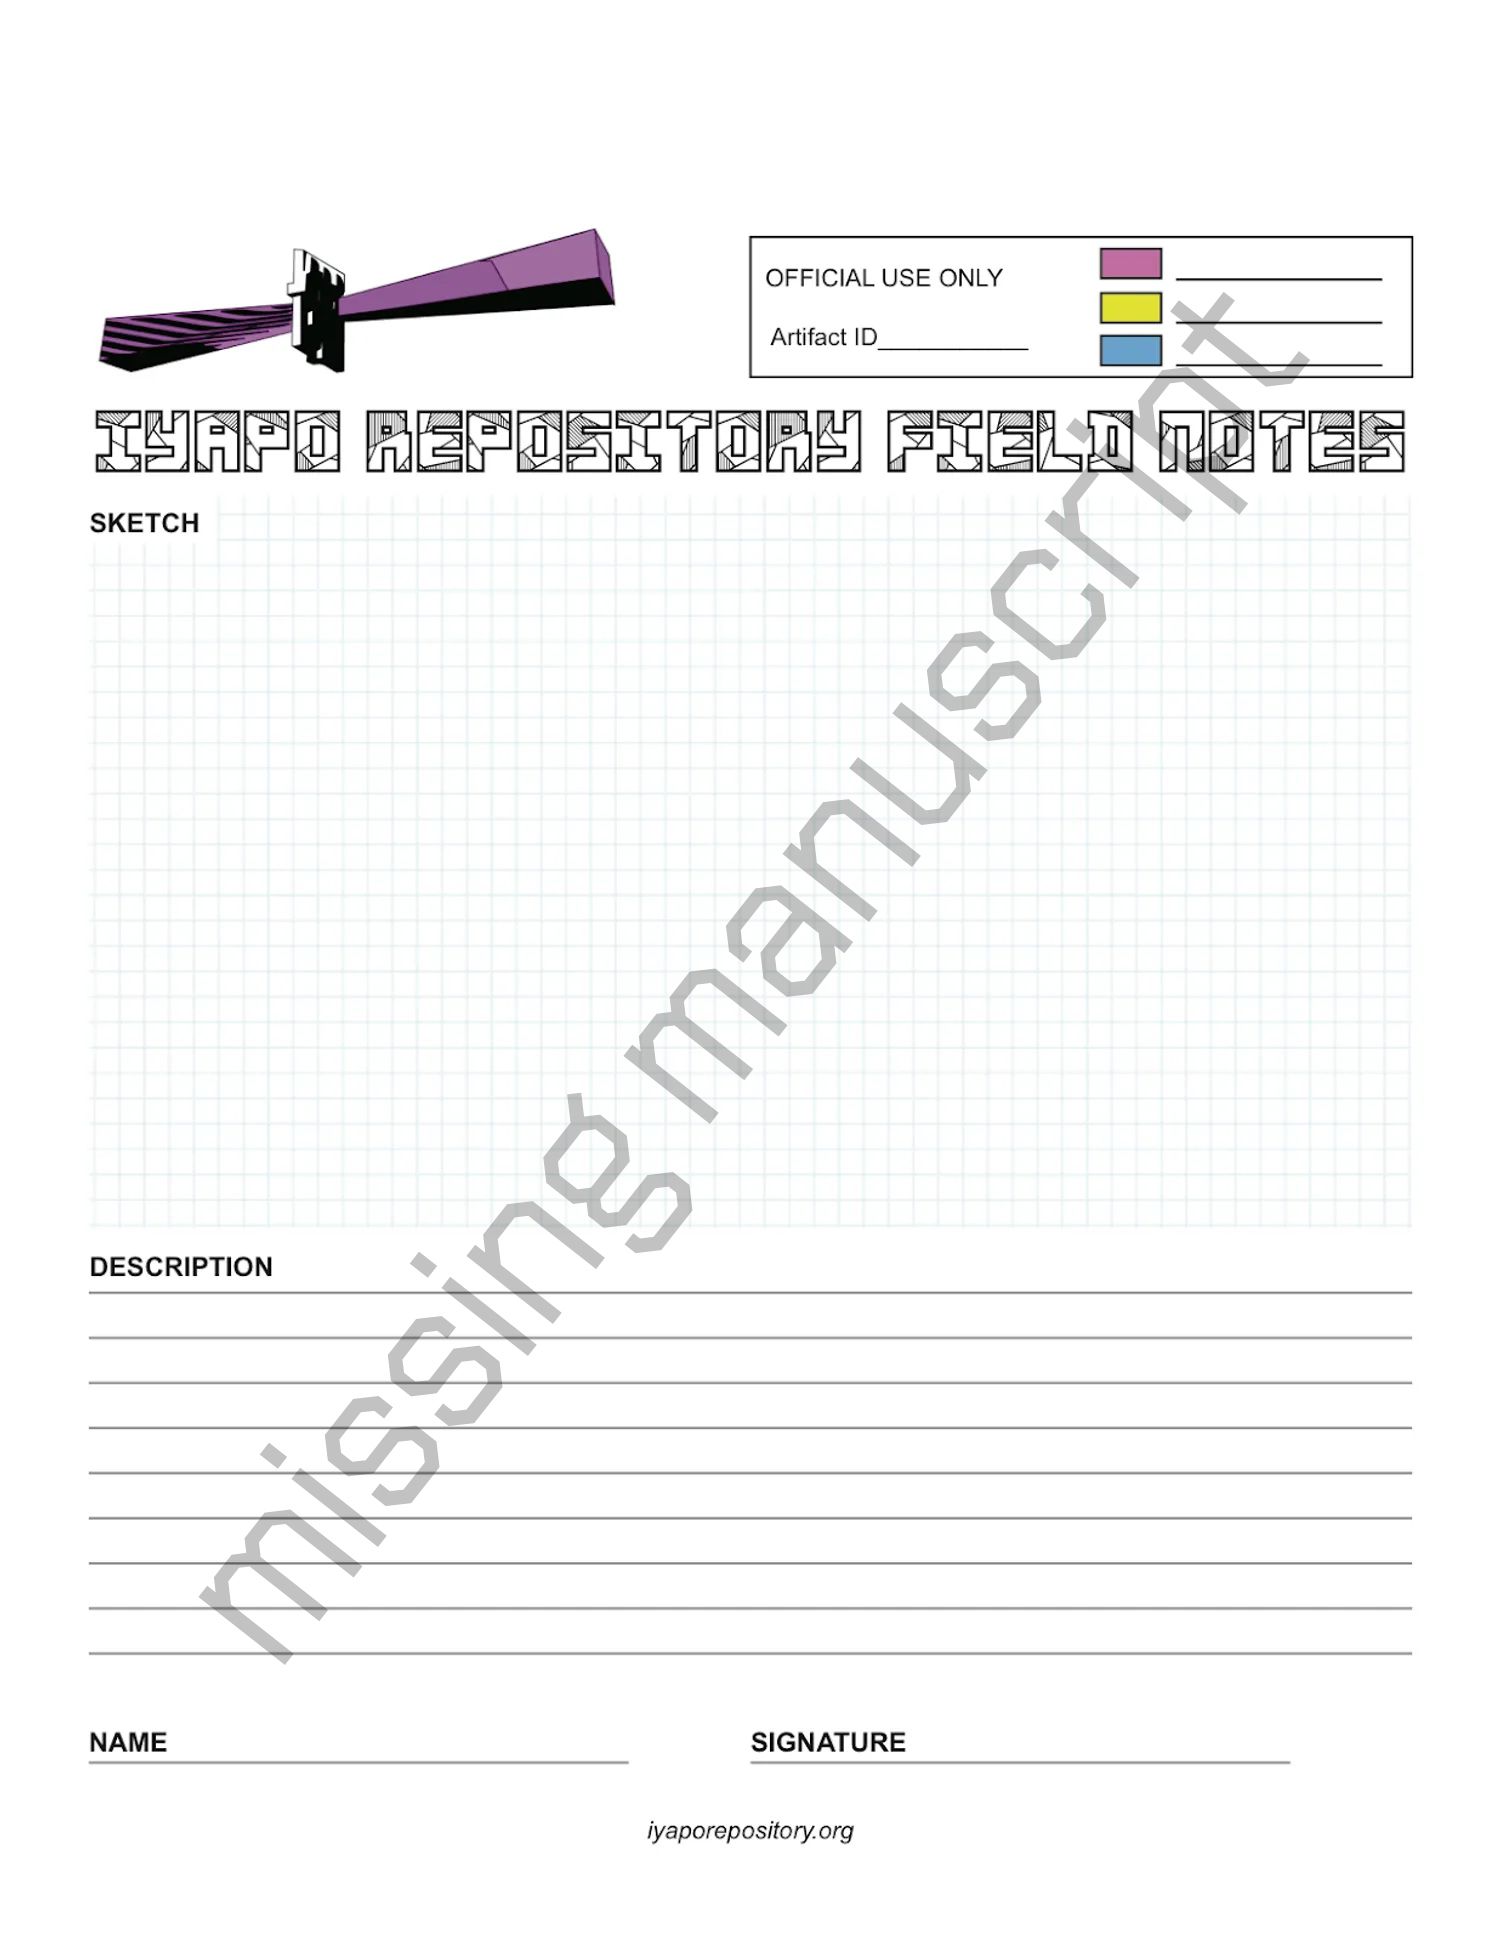 OFFICIAL USE ONLY
Artifact ID___________
IYAPO REPOSITORY FIELD NOTES
SKETCH
missing manuscript
DESCRIPTION
NAME
SIGNATURE
iyaporepository.org